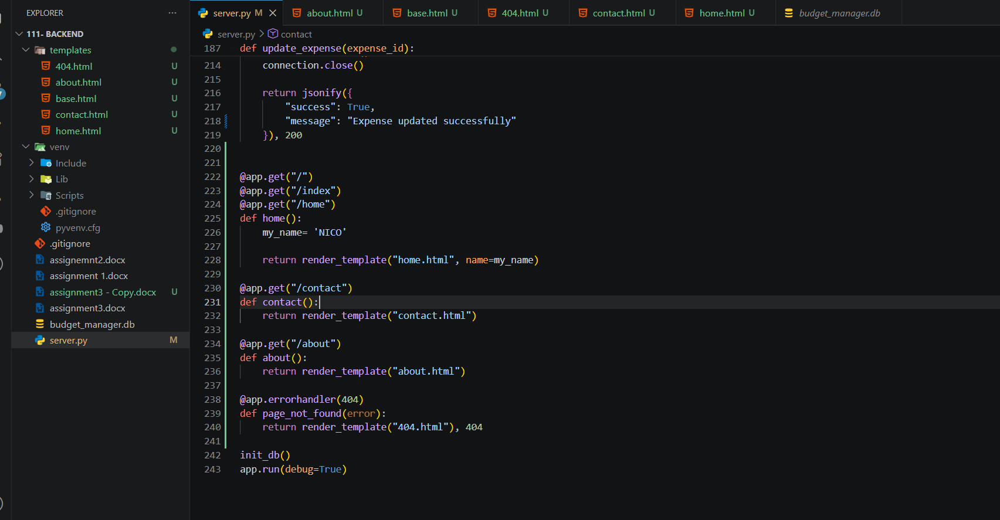 EXPLORER
111- BACKEND
templates
404.html U
about.html U
base.html U
contact.html U
home.html U
venv
Include
Lib
Scripts
.gitignore
pyvenv.cfg
.gitignore
assignemnt2.docx
assignment 1.docx
assignment3 - Copy.docx U
assignment3.docx
budget_manager.db
server.py M
server.py M about.html U base.html U 404.html U contact.html U home.html U budget_manager.db
server.py > contact
187 def update_expense(expense_id):
214     connection.close()
215
216     return jsonify({
217         "success": True,
218         "message": "Expense updated successfully"
219     }), 200
220
221
222 @app.get("/")
223 @app.get("/index")
224 @app.get("/home")
225 def home():
226     my_name= 'NICO'
227
228     return render_template("home.html", name=my_name)
229
230 @app.get("/contact")
231 def contact():
232     return render_template("contact.html")
233
234 @app.get("/about")
235 def about():
236     return render_template("about.html")
237
238 @app.errorhandler(404)
239 def page_not_found(error):
240     return render_template("404.html"), 404
241
242 init_db()
243 app.run(debug=True)